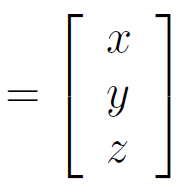 = [ x
y
z ]